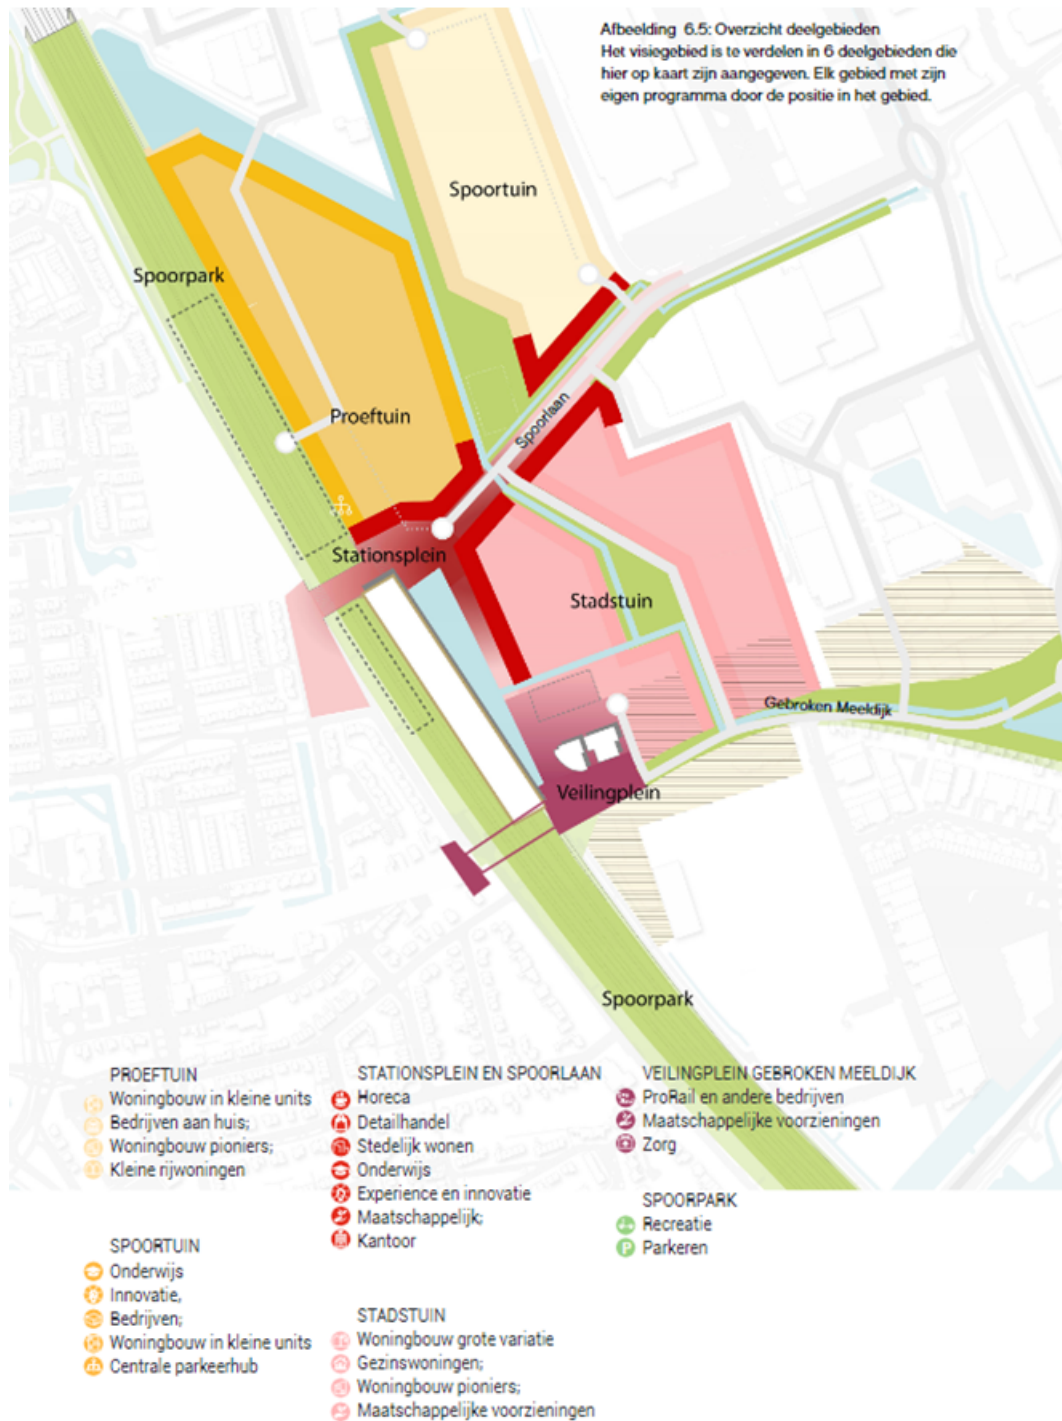 Afbeelding 6.5: Overzicht deelgebieden
Het visiegebied is te verdelen in 6 deelgebieden die
hier op kaart zijn aangegeven. Elk gebied met zijn
eigen programma door de positie in het gebied.
Spoortuin
Spoorpark
Proeftuin
Spoorlaan
Stationsplein
Stadstuin
Gebroken Meeldijk
Veilingplein
Spoorpark
PROEFTUIN
Woningbouw in kleine units
Bedrijven aan huis;
Woningbouw pioniers;
Kleine rijwoningen
SPOORTUIN
Onderwijs
Innovatie,
Bedrijven;
Woningbouw in kleine units
Centrale parkeerhub
STATIONSPLEIN EN SPOORLAAN
Horeca
Detailhandel
Stedelijk wonen
Onderwijs
Experience en innovatie
Maatschappelijk;
Kantoor
STADSTUIN
Woningbouw grote variatie
Gezinswoningen;
Woningbouw pioniers;
Maatschappelijke voorzieningen
VEILINGPLEIN GEBROKEN MEELDIJK
ProRail en andere bedrijven
Maatschappelijke voorzieningen
Zorg
SPOORPARK
Recreatie
P Parkeren